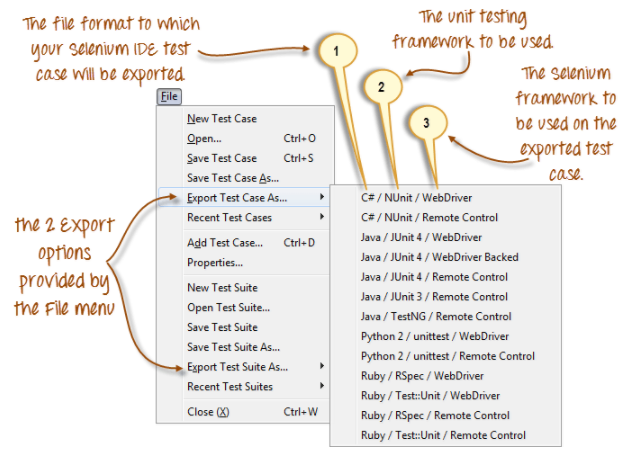 The file format to which
your Selenium IDE test
case will be exported.
1
The unit testing
framework to be used.
2
The Selenium
framework to
be used on the
exported test
case.
3
File
New Test Case
Open... Ctrl+O
Save Test Case Ctrl+S
Save Test Case As...
Export Test Case As...
Recent Test Cases
Add Test Case... Ctrl+D
Properties...
New Test Suite
Open Test Suite...
Save Test Suite
Save Test Suite As...
Export Test Suite As...
Recent Test Suites
Close (X) Ctrl+W
the 2 Export
options
provided by
the File menu
C# / NUnit / WebDriver
C# / NUnit / Remote Control
Java / JUnit 4 / WebDriver
Java / JUnit 4 / WebDriver Backed
Java / JUnit 4 / Remote Control
Java / JUnit 3 / Remote Control
Java / TestNG / Remote Control
Python 2 / unittest / WebDriver
Python 2 / unittest / Remote Control
Ruby / RSpec / WebDriver
Ruby / Test::Unit / WebDriver
Ruby / RSpec / Remote Control
Ruby / Test::Unit / Remote Control